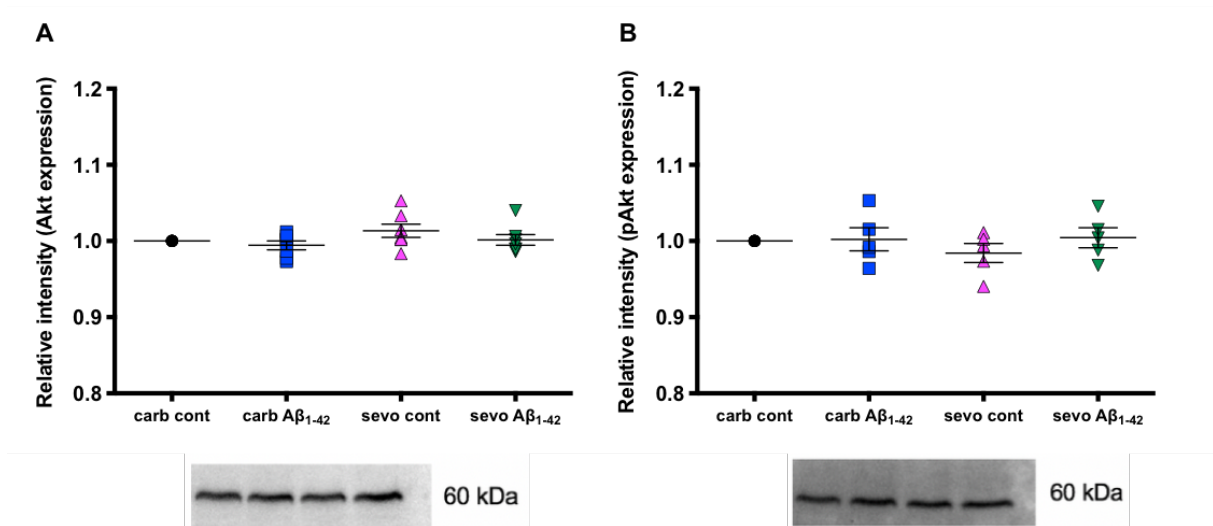 A
Relative intensity (Akt expression)
1.2
1.1
1.0
0.9
0.8
carb cont
carb Aβ₁₋₄₂
sevo cont
sevo Aβ₁₋₄₂
60 kDa
B
Relative intensity (pAkt expression)
1.2
1.1
1.0
0.9
0.8
carb cont
carb Aβ₁₋₄₂
sevo cont
sevo Aβ₁₋₄₂
60 kDa